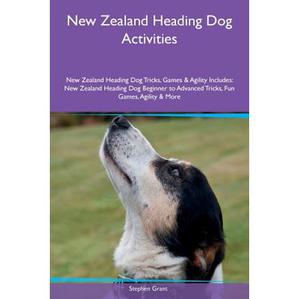 New Zealand Heading Dog
Activities
New Zealand Heading Dog Tricks, Games & Agility Includes:
New Zealand Heading Dog Beginner to Advanced Tricks, Fun
Games, Agility & More
Stephen Grant